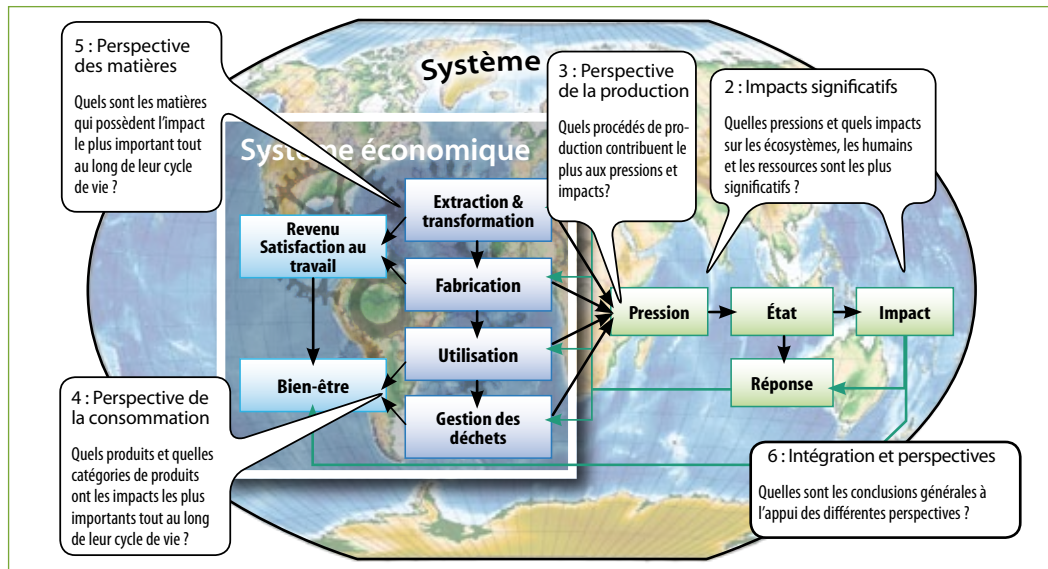 5 : Perspective
des matières
Quels sont les matières
qui possèdent l'impact
le plus important tout
au long de leur cycle
de vie ?
Système
3 : Perspective
de la production
Quels procédés de pro-
duction contribuent le
plus aux pressions et
impacts?
2 : Impacts significatifs
Quelles pressions et quels impacts
sur les écosystèmes, les humains
et les ressources sont les plus
significatifs ?
Système économique
Extraction &
transformation
Revenu
Satisfaction au
travail
Fabrication
Utilisation
Bien-être
Gestion des
déchets
Pression
État
Impact
Réponse
4 : Perspective de
la consommation
Quels produits et quelles
catégories de produits
ont les impacts les plus
importants tout au long
de leur cycle de vie ?
6 : Intégration et perspectives
Quelles sont les conclusions générales à
l'appui des différentes perspectives ?